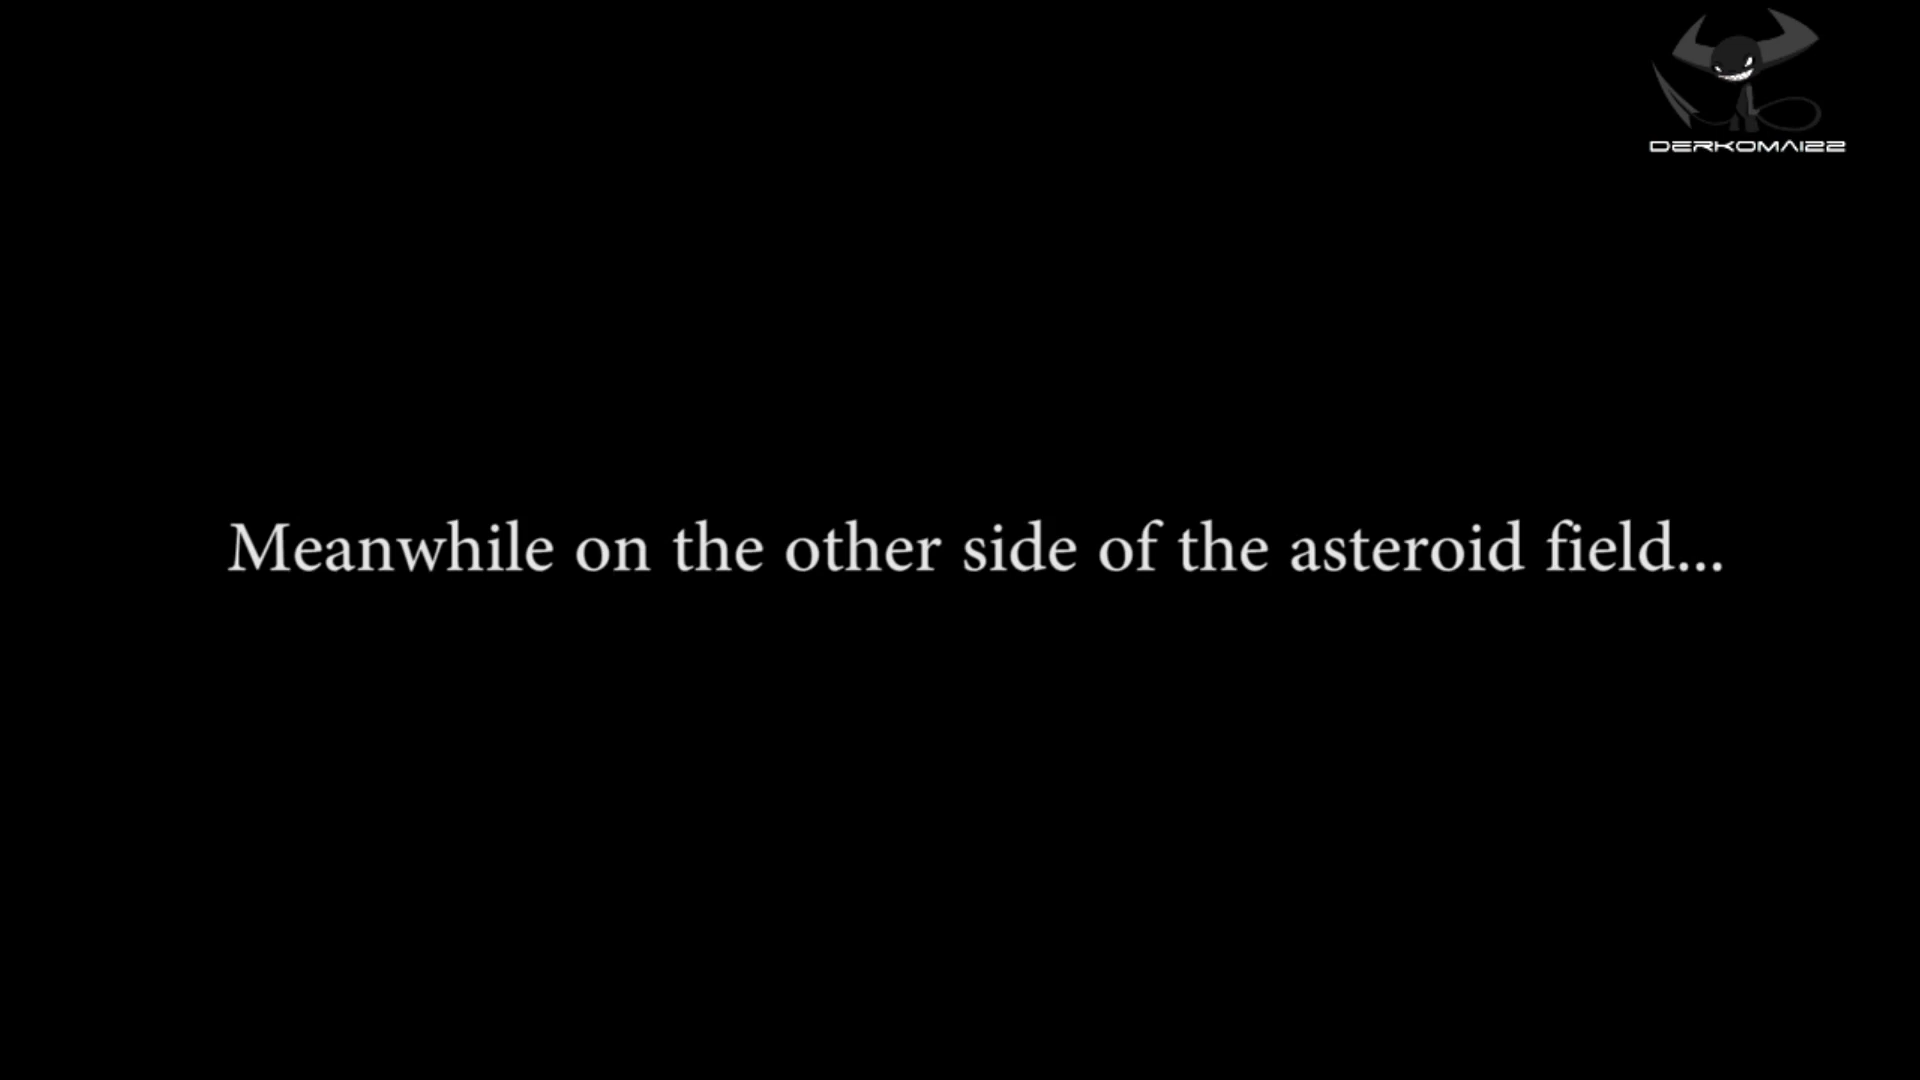 DERKOMAI22
Meanwhile on the other side of the asteroid field...